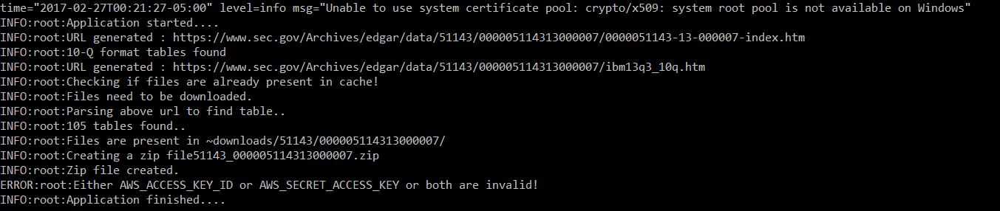 time="2017-02-27T00:21:27-05:00" level=info msg="Unable to use system certificate pool: crypto/x509: system root pool is not available on Windows"
INFO:root:Application started....
INFO:root:URL generated : https://www.sec.gov/Archives/edgar/data/51143/000005114313000007/0000051143-13-000007-index.htm
INFO:root:10-Q format tables found
INFO:root:URL generated : https://www.sec.gov/Archives/edgar/data/51143/000005114313000007/ibm13q3_10q.htm
INFO:root:Checking if files are already present in cache!
INFO:root:Files need to be downloaded.
INFO:root:Parsing above url to find table..
INFO:root:105 tables found..
INFO:root:Files are present in ~downloads/51143/000005114313000007/
INFO:root:Creating a zip file51143_000005114313000007.zip
INFO:root:Zip file created.
ERROR:root:Either AWS_ACCESS_KEY_ID or AWS_SECRET_ACCESS_KEY or both are invalid!
INFO:root:Application finished....